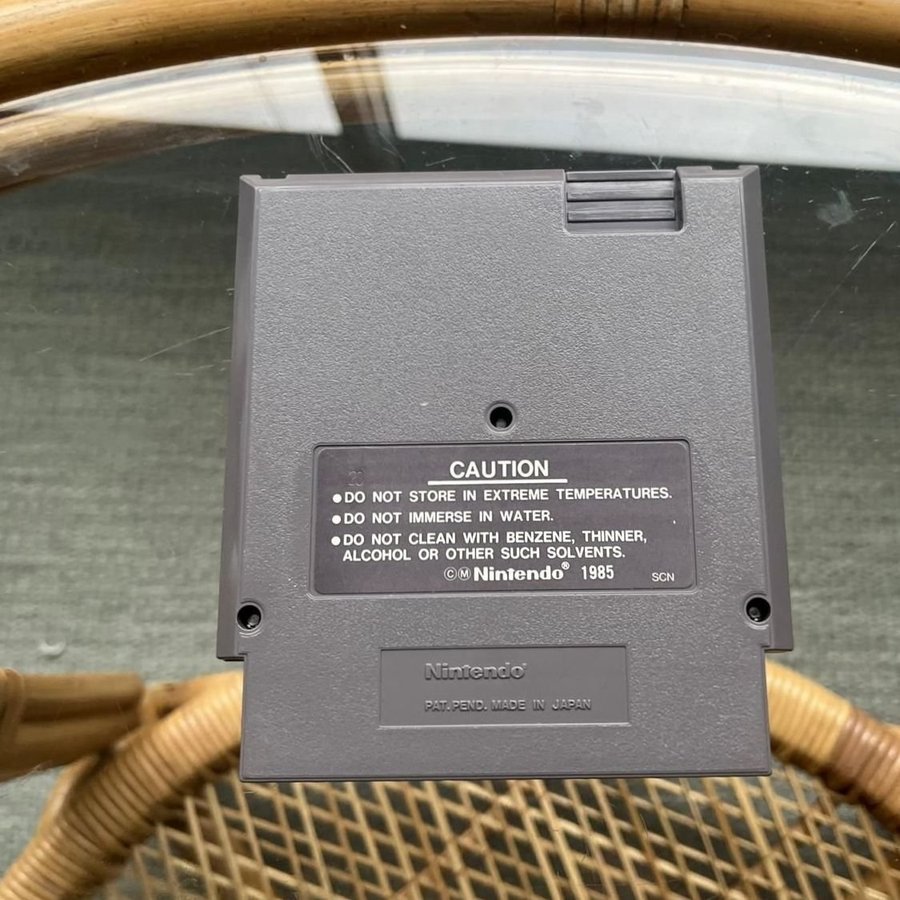 CAUTION
●DO NOT STORE IN EXTREME TEMPERATURES.
●DO NOT IMMERSE IN WATER.
●DO NOT CLEAN WITH BENZENE, THINNER,
ALCOHOL OR OTHER SUCH SOLVENTS.
©Ⓜ Nintendo® 1985 SCN
Nintendo®
PAT. PEND. MADE IN JAPAN